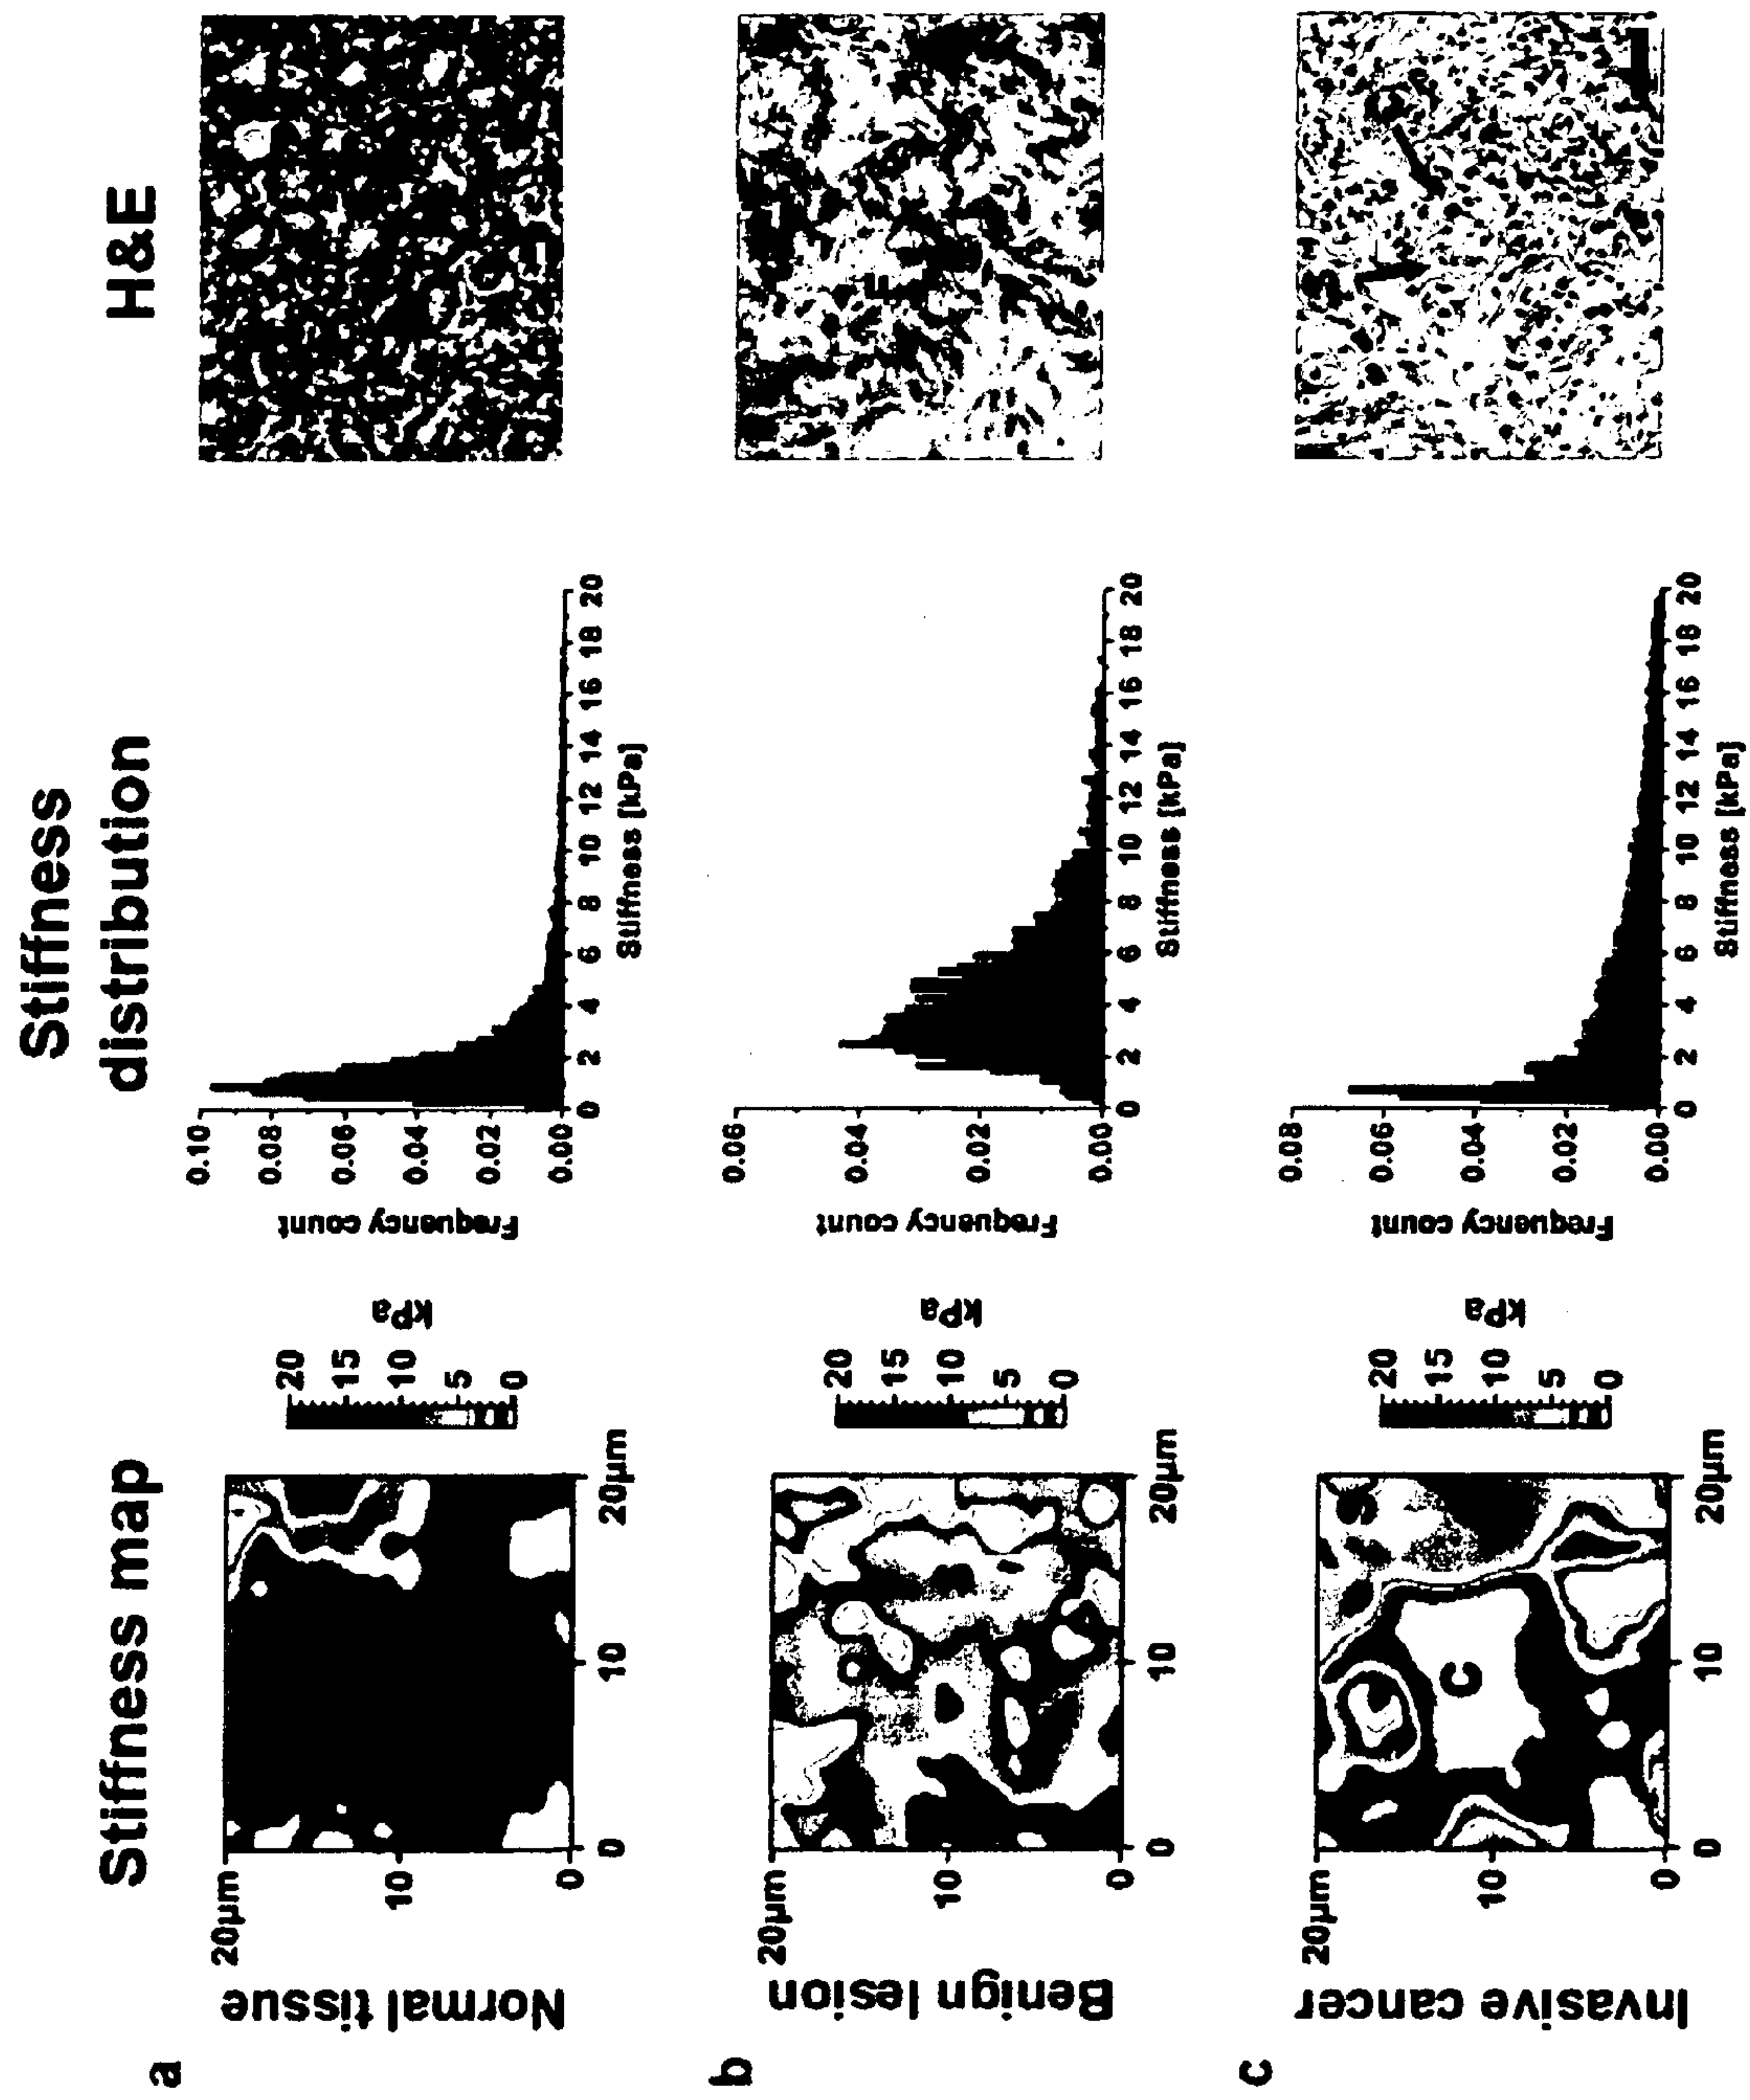 Stiffness map
Stiffness
distribution
H&E
a
Normal tissue
20µm
10
0
0
10
20µm
20
15
10
5
0
kPa
Frequency count
0.10
0.08
0.06
0.04
0.02
0.00
0 2 4 6 8 10 12 14 16 18 20
Stiffness [kPa]
b
Benign lesion
20µm
10
0
0
10
20µm
20
15
10
5
0
kPa
Frequency count
0.06
0.04
0.02
0.00
0 2 4 6 8 10 12 14 16 18 20
Stiffness [kPa]
F
c
Invasive cancer
20µm
10
0
0
10
20µm
C
20
15
10
5
0
kPa
Frequency count
0.08
0.06
0.04
0.02
0.00
0 2 4 6 8 10 12 14 16 18 20
Stiffness [kPa]